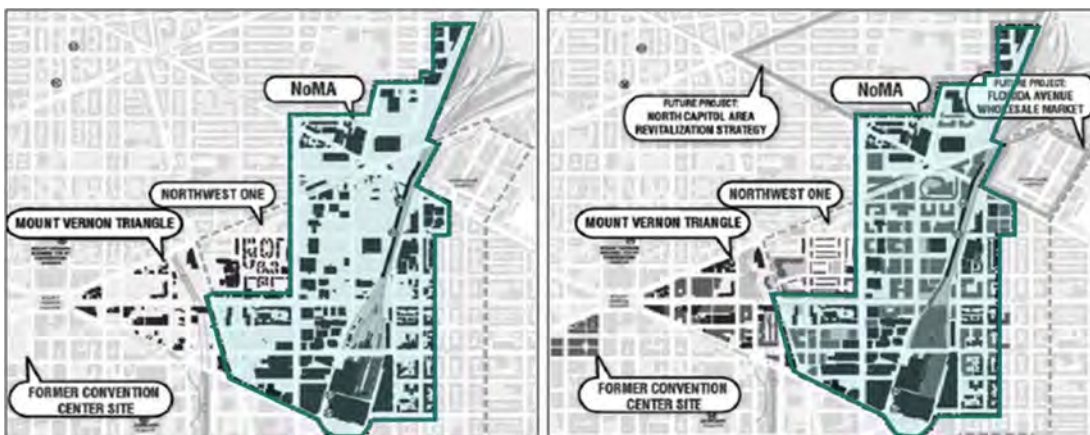 NoMA
NORTHWEST ONE
MOUNT VERNON TRIANGLE
FORMER CONVENTION
CENTER SITE
NoMA
FUTURE PROJECT:
NORTH CAPITOL AREA
REVITALIZATION STRATEGY
FUTURE PROJECT:
FLORIDA AVENUE
WHOLESALE MARKET
NORTHWEST ONE
MOUNT VERNON TRIANGLE
FORMER CONVENTION
CENTER SITE